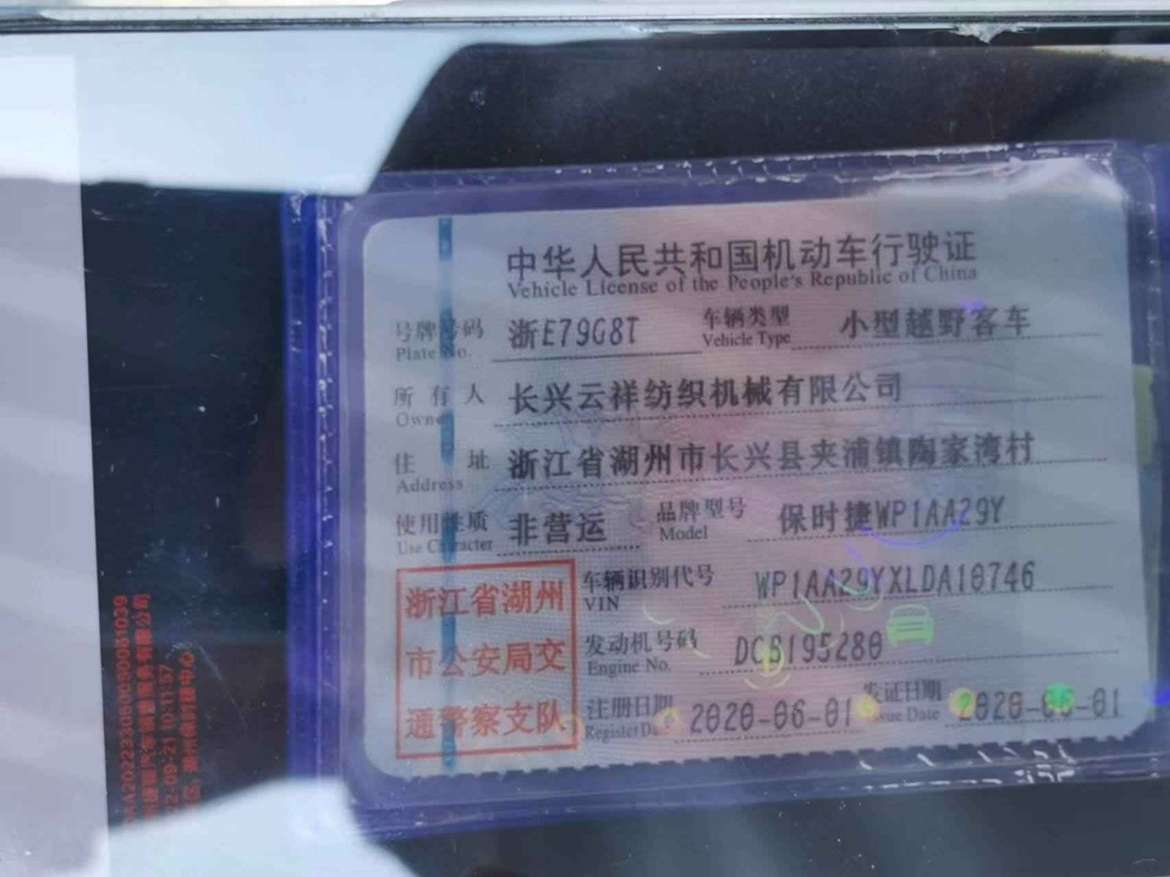 中华人民共和国机动车行驶证
Vehicle License of the People's Republic of China
号牌号码 浙E79G8T 车辆类型 小型越野客车
Plate No. Vehicle Type
所有人 长兴云祥纺织机械有限公司
Owner
住址 浙江省湖州市长兴县夹浦镇陶家湾村
Address
使用性质 非营运 品牌型号 保时捷WP1AA29Y
Use Character Model
浙江省湖州
市公安局交
通警察支队
车辆识别代号 WP1AA29YXLDA10746
VIN
发动机号码 DCB195280
Engine No.
注册日期 2020-06-01 发证日期 2020-06-01
Register Date Issue Date